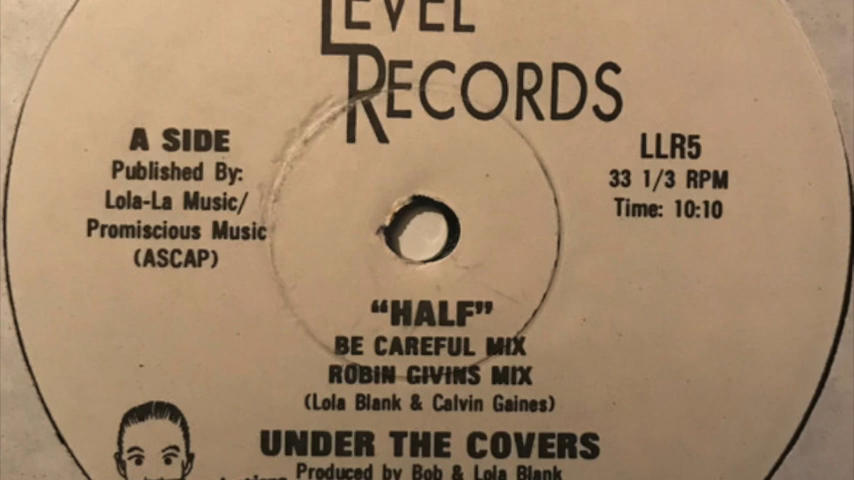 LEVEL
RECORDS
A SIDE
Published By:
Lola-La Music/
Promiscious Music
(ASCAP)
LLR5
33 1/3 RPM
Time: 10:10
“HALF”
BE CAREFUL MIX
ROBIN GIVINS MIX
(Lola Blank & Calvin Gaines)
UNDER THE COVERS
Produced by Bob & Lola Blank